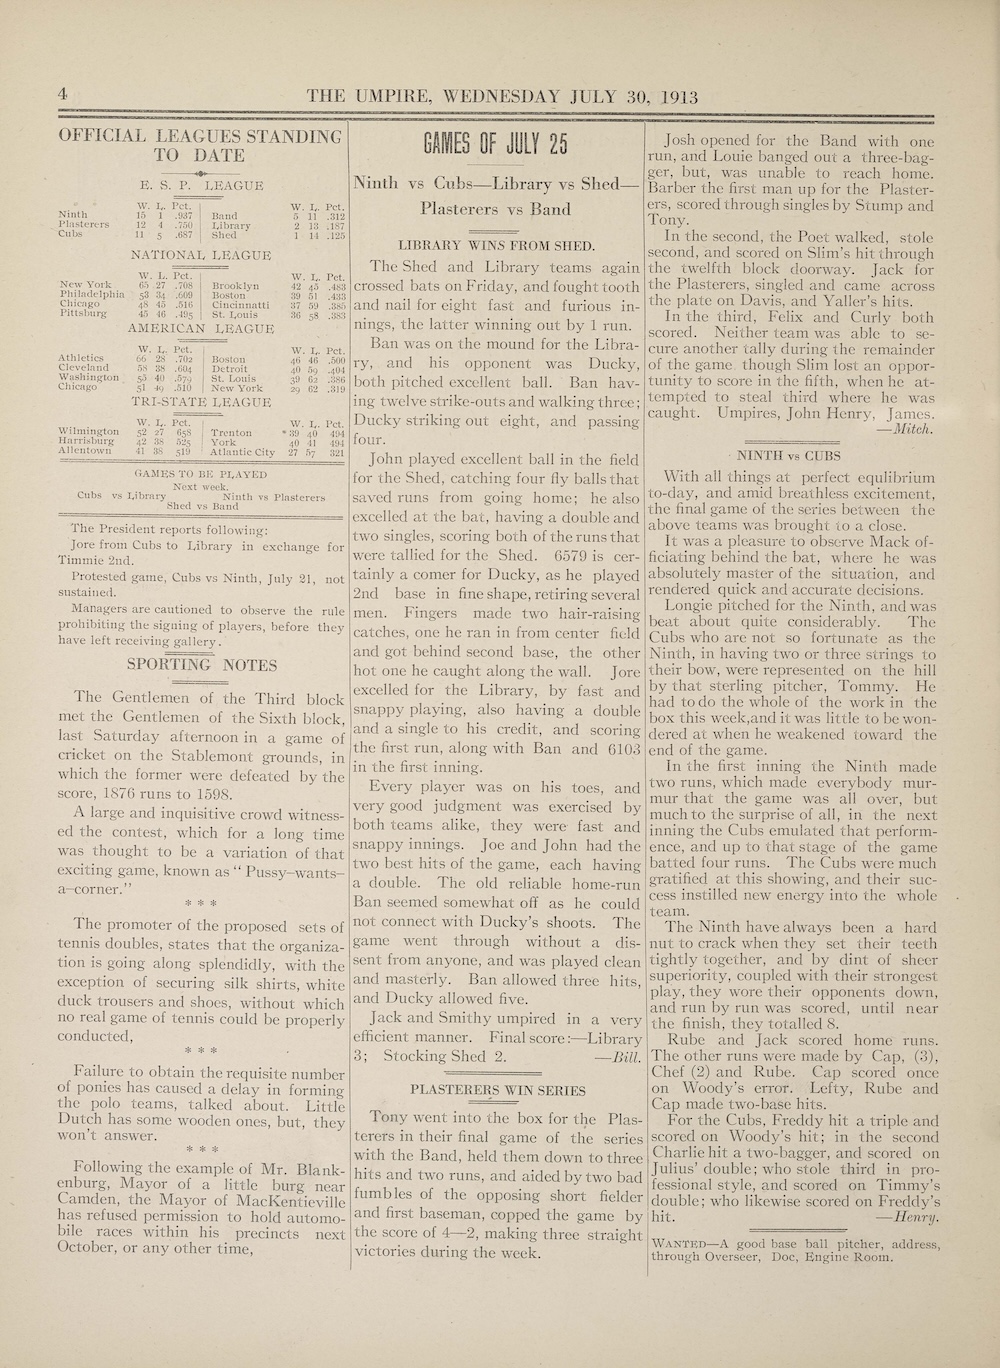 4
THE UMPIRE, WEDNESDAY JULY 30, 1913
OFFICIAL LEAGUES STANDING
TO DATE
E. S. P. LEAGUE
W. L. Pct. W. L. Pct.
Ninth 15 1 .937 Band 5 11 .312
Plasterers 12 4 .750 Library 2 13 .187
Cubs 11 5 .687 Shed 1 14 .125
NATIONAL LEAGUE
W. L. Pct. W. L. Pct.
New York 65 27 .708 Brooklyn 42 45 .483
Philadelphia 53 34 .609 Boston 39 51 .433
Chicago 48 45 .516 Cincinnatti 37 59 .385
Pittsburg 45 46 .495 St. Louis 36 58 .383
AMERICAN LEAGUE
W. L. Pct. W. L. Pct.
Athletics 66 28 .702 Boston 46 46 .500
Cleveland 58 38 .604 Detroit 40 59 .404
Washington 55 40 .579 St. Louis 39 62 .386
Chicago 51 49 .510 New York 29 62 .319
TRI-STATE LEAGUE
W. L. Pct. W. L. Pct.
Wilmington 52 27 658 Trenton *39 40 494
Harrisburg 42 38 525 York 40 41 494
Allentown 41 38 519 Atlantic City 27 57 321
GAMES TO BE PLAYED
Next week.
Cubs vs Library Ninth vs Plasterers
Shed vs Band
The President reports following:
Jore from Cubs to Library in exchange for
Timmie 2nd.
Protested game, Cubs vs Ninth, July 21, not
sustained.
Managers are cautioned to observe the rule
prohibiting the signing of players, before they
have left receiving gallery.
SPORTING NOTES
The Gentlemen of the Third block
met the Gentlemen of the Sixth block,
last Saturday afternoon in a game of
cricket on the Stablemont grounds, in
which the former were defeated by the
score, 1876 runs to 1598.
A large and inquisitive crowd witness-
ed the contest, which for a long time
was thought to be a variation of that
exciting game, known as " Pussy-wants-
a-corner."
* * *
The promoter of the proposed sets of
tennis doubles, states that the organiza-
tion is going along splendidly, with the
exception of securing silk shirts, white
duck trousers and shoes, without which
no real game of tennis could be properly
conducted,
* * *
Failure to obtain the requisite number
of ponies has caused a delay in forming
the polo teams, talked about. Little
Dutch has some wooden ones, but, they
won't answer.
* * *
Following the example of Mr. Blank-
enburg, Mayor of a little burg near
Camden, the Mayor of MacKentieville
has refused permission to hold automo-
bile races within his precincts next
October, or any other time,
GAMES OF JULY 25
Ninth vs Cubs—Library vs Shed—
Plasterers vs Band
LIBRARY WINS FROM SHED.
The Shed and Library teams again
crossed bats on Friday, and fought tooth
and nail for eight fast and furious in-
nings, the latter winning out by 1 run.
Ban was on the mound for the Libra-
ry, and his opponent was Ducky,
both pitched excellent ball. Ban hav-
ing twelve strike-outs and walking three;
Ducky striking out eight, and passing
four.
John played excellent ball in the field
for the Shed, catching four fly balls that
saved runs from going home; he also
excelled at the bat, having a double and
two singles, scoring both of the runs that
were tallied for the Shed. 6579 is cer-
tainly a comer for Ducky, as he played
2nd base in fine shape, retiring several
men. Fingers made two hair-raising
catches, one he ran in from center field
and got behind second base, the other
hot one he caught along the wall. Jore
excelled for the Library, by fast and
snappy playing, also having a double
and a single to his credit, and scoring
the first run, along with Ban and 6103
in the first inning.
Every player was on his toes, and
very good judgment was exercised by
both teams alike, they were fast and
snappy innings. Joe and John had the
two best hits of the game, each having
a double. The old reliable home-run
Ban seemed somewhat off as he could
not connect with Ducky's shoots. The
game went through without a dis-
sent from anyone, and was played clean
and masterly. Ban allowed three hits,
and Ducky allowed five.
Jack and Smithy umpired in a very
efficient manner. Final score:—Library
3; Stocking Shed 2. —Bill.
PLASTERERS WIN SERIES
Tony went into the box for the Plas-
terers in their final game of the series
with the Band, held them down to three
hits and two runs, and aided by two bad
fumbles of the opposing short fielder
and first baseman, copped the game by
the score of 4—2, making three straight
victories during the week.
Josh opened for the Band with one
run, and Louie banged out a three-bag-
ger, but, was unable to reach home.
Barber the first man up for the Plaster-
ers, scored through singles by Stump and
Tony.
In the second, the Poet walked, stole
second, and scored on Slim's hit through
the twelfth block doorway. Jack for
the Plasterers, singled and came across
the plate on Davis, and Yaller's hits.
In the third, Felix and Curly both
scored. Neither team was able to se-
cure another tally during the remainder
of the game. though Slim lost an oppor-
tunity to score in the fifth, when he at-
tempted to steal third where he was
caught. Umpires, John Henry, James.
—Mitch.
NINTH vs CUBS
With all things at perfect equlibrium
to-day, and amid breathless excitement,
the final game of the series between the
above teams was brought to a close.
It was a pleasure to observe Mack of-
ficiating behind the bat, where he was
absolutely master of the situation, and
rendered quick and accurate decisions.
Longie pitched for the Ninth, and was
beat about quite considerably. The
Cubs who are not so fortunate as the
Ninth, in having two or three strings to
their bow, were represented on the hill
by that sterling pitcher, Tommy. He
had to do the whole of the work in the
box this week,and it was little to be won-
dered at when he weakened toward the
end of the game.
In the first inning the Ninth made
two runs, which made everybody mur-
mur that the game was all over, but
much to the surprise of all, in the next
inning the Cubs emulated that perform-
ence, and up to that stage of the game
batted four runs. The Cubs were much
gratified at this showing, and their suc-
cess instilled new energy into the whole
team.
The Ninth have always been a hard
nut to crack when they set their teeth
tightly together, and by dint of sheer
superiority, coupled with their strongest
play, they wore their opponents down,
and run by run was scored, until near
the finish, they totalled 8.
Rube and Jack scored home runs.
The other runs were made by Cap, (3),
Chef (2) and Rube. Cap scored once
on Woody's error. Lefty, Rube and
Cap made two-base hits.
For the Cubs, Freddy hit a triple and
scored on Woody's hit; in the second
Charlie hit a two-bagger, and scored on
Julius' double; who stole third in pro-
fessional style, and scored on Timmy's
double; who likewise scored on Freddy's
hit. —Henry.
WANTED—A good base ball pitcher, address,
through Overseer, Doc, Engine Room.